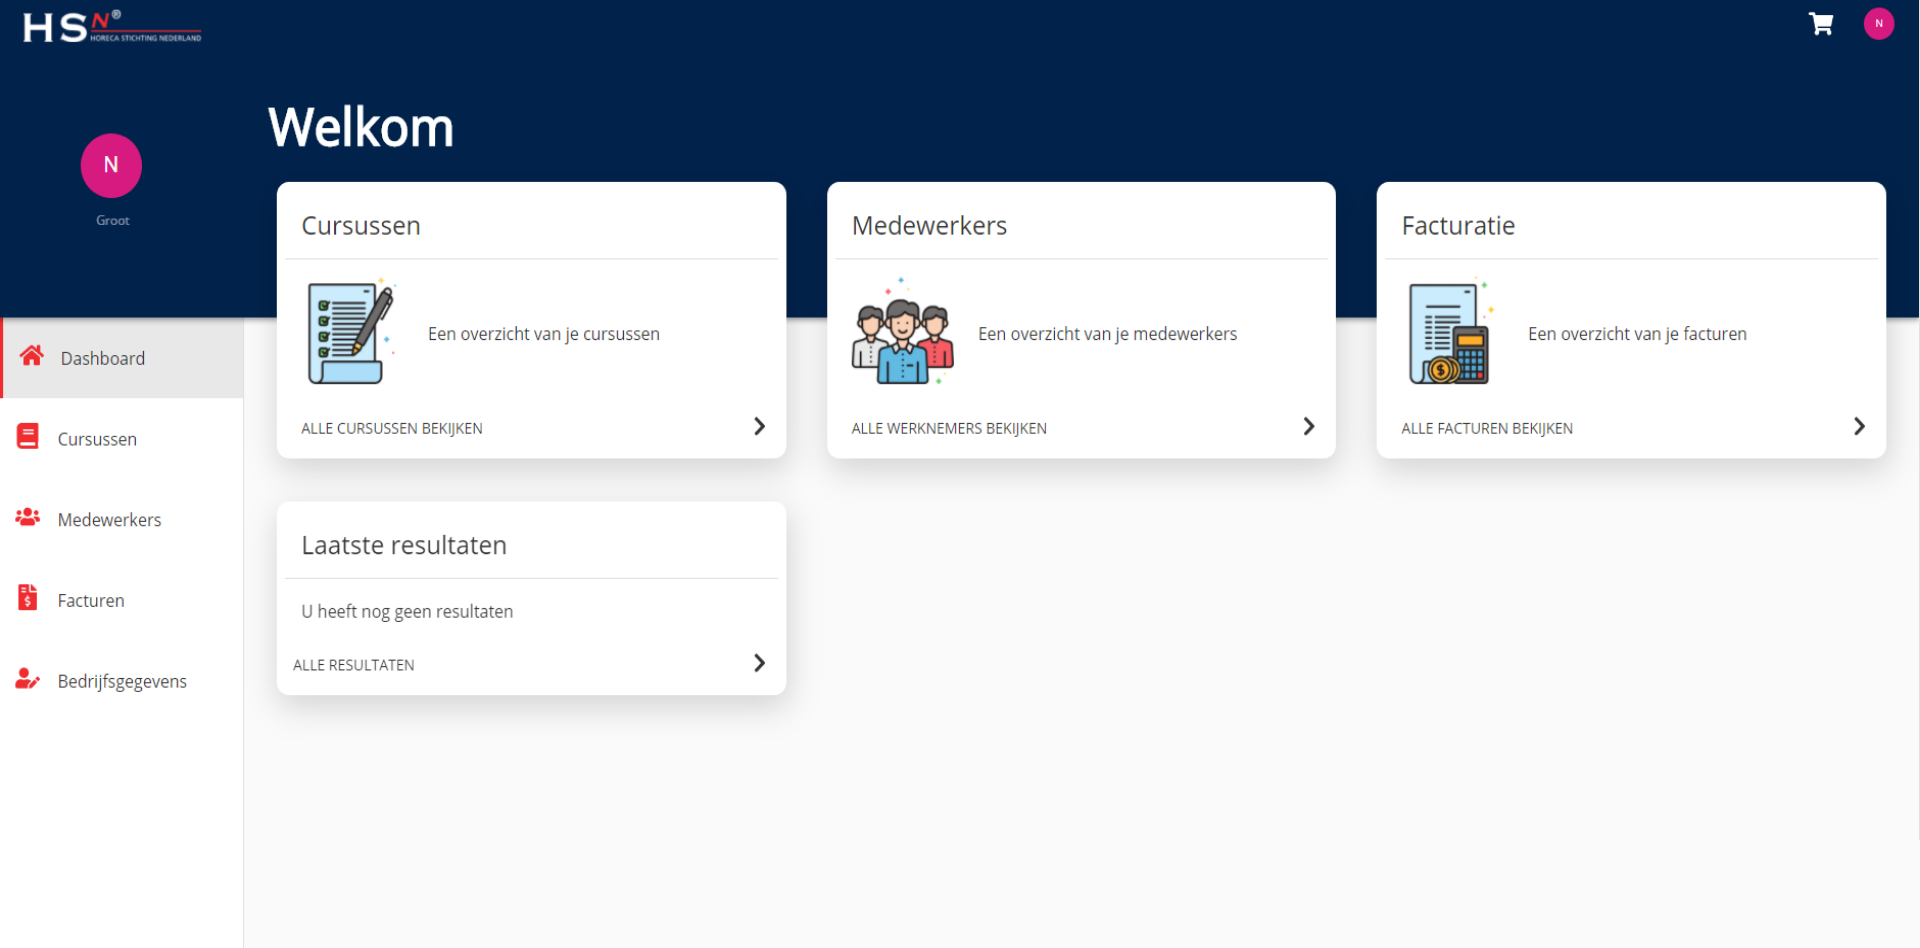 HSN®
HORECA STICHTING NEDERLAND
N
Welkom
N
Groot
Dashboard
Cursussen
Medewerkers
Facturen
Bedrijfsgegevens
Cursussen
Een overzicht van je cursussen
ALLE CURSUSSEN BEKIJKEN
Medewerkers
Een overzicht van je medewerkers
ALLE WERKNEMERS BEKIJKEN
Facturatie
$
Een overzicht van je facturen
ALLE FACTUREN BEKIJKEN
Laatste resultaten
U heeft nog geen resultaten
ALLE RESULTATEN